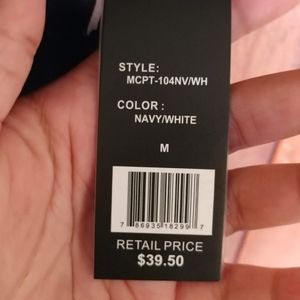 STYLE:
MCPT-104NV/WH
COLOR:
NAVY/WHITE
M
7 86935 18299 7
RETAIL PRICE
$39.50